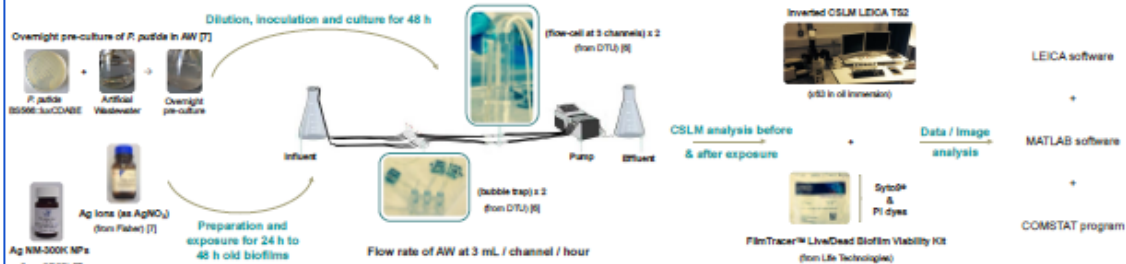 Dilution, inoculation and culture for 48 h
Overnight pre-culture of P. putida in AW [7]
+
P. putida
BS566::luxCDABE
Artificial
Wastewater
Overnight
pre-culture
Ag ions (as AgNO3)
(from Fisher) [7]
Ag NM-300K NPs
Preparation and
exposure for 24 h to
48 h old biofilms
Influent
(flow-cell at 3 channels) x 2
(from DTU) [6]
(bubble trap) x 2
(from DTU) [6]
Pump
Effluent
Flow rate of AW at 3 mL / channel / hour
CSLM analysis before
& after exposure
Inverted CSLM LEICA TS2
(x63 in oil immersion)
+
Syto9®
&
PI dyes
FilmTracer™ Live/Dead Biofilm Viability Kit
(from Life Technologies)
Data / Image
analysis
LEICA software
+
MATLAB software
+
COMSTAT program